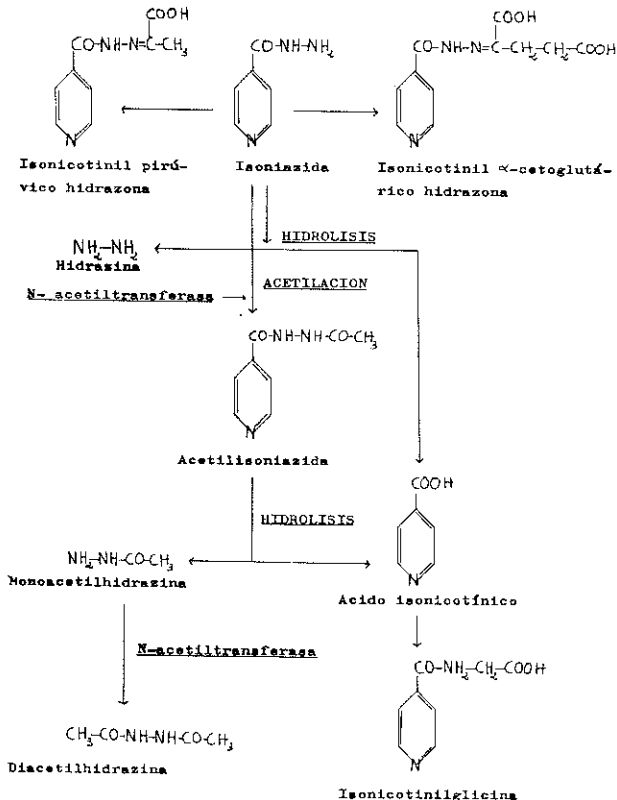 COOH
CO-NH-N=C-CH₃
CO-NH-NH₂
COOH
CO-NH-N=C-CH₂-CH₂-COOH
N
N
N
Isonicotinil pirú-
vico hidrazona
Isoniazida
Isonicotinil α-cetoglutá-
rico hidrazona
HIDROLISIS
NH₂-NH₂
Hidrazina
ACETILACION
N- acetiltransferasa
CO-NH-NH-CO-CH₃
N
Acetilisoniazida
COOH
HIDROLISIS
NH₂-NH-CO-CH₃
Monoacetilhidrazina
N
Acido isonicotínico
N-acetiltransferasa
CO-NH₂-CH₂-COOH
CH₃-CO-NH-NH-CO-CH₃
Diacetilhidrazina
N
Isonicotinilglicina